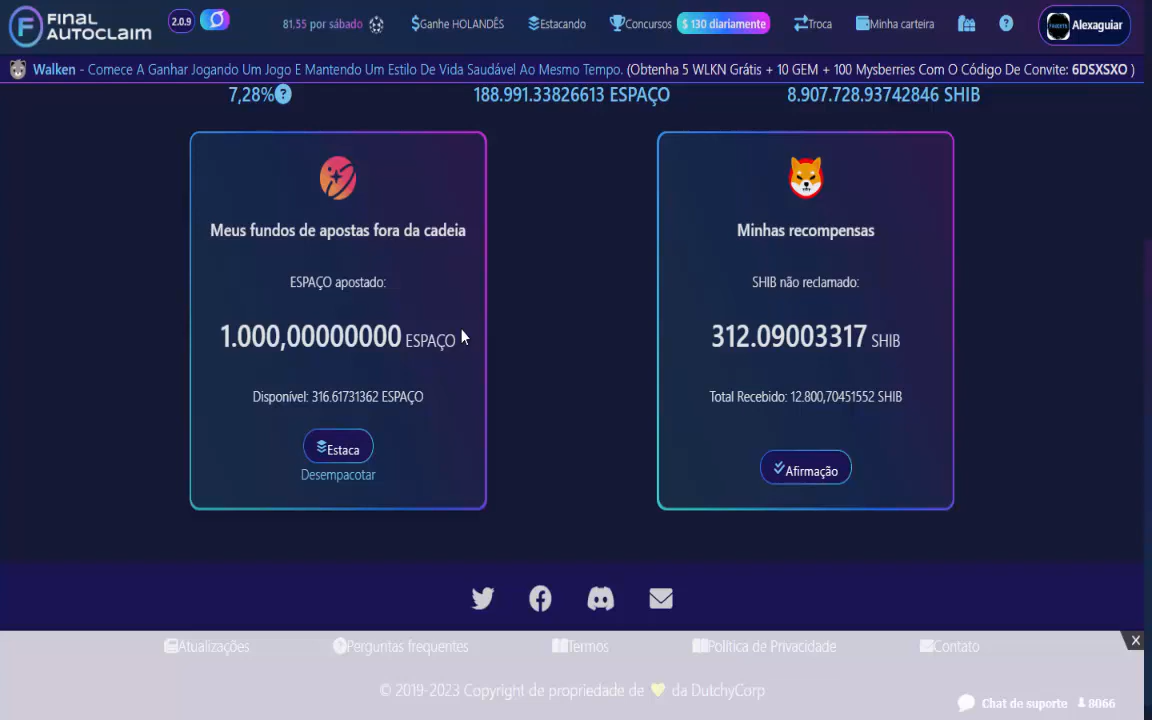 FINAL AUTOCLAIM 2.0.9 81.55 por sábado Ganhe HOLANDÊS Estacando Concursos $ 130 diariamente Troca Minha carteira ? Alexaguiar
Walken - Comece A Ganhar Jogando Um Jogo E Mantendo Um Estilo De Vida Saudável Ao Mesmo Tempo. (Obtenha 5 WLKN Grátis + 10 GEM + 100 Mysberries Com O Código De Convite: 6DSXSXO )
7,28% ? 188.991.33826613 ESPAÇO 8.907.728.93742846 SHIB
Meus fundos de apostas fora da cadeia
ESPAÇO apostado:
1.000,00000000 ESPAÇO
Disponível: 316.61731362 ESPAÇO
Estaca
Desempacotar
Minhas recompensas
SHIB não reclamado:
312.09003317 SHIB
Total Recebido: 12.800,70451552 SHIB
Afirmação
Atualizações Perguntas frequentes Termos Política de Privacidade Contato
© 2019-2023 Copyright de propriedade de 💛 da DutchyCorp
Chat de suporte 8066
X